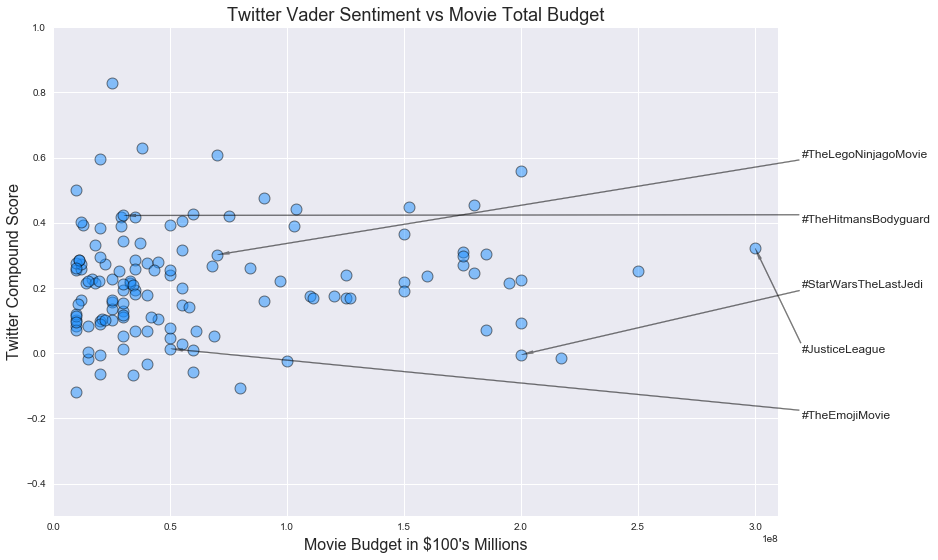 Twitter Vader Sentiment vs Movie Total Budget
1.0
0.8
0.6
0.4
0.2
0.0
−0.2
−0.4
Twitter Compound Score
#TheLegoNinjagoMovie
#TheHitmansBodyguard
#StarWarsTheLastJedi
#JusticeLeague
#TheEmojiMovie
0.0 0.5 1.0 1.5 2.0 2.5 3.0
1e8
Movie Budget in $100's Millions